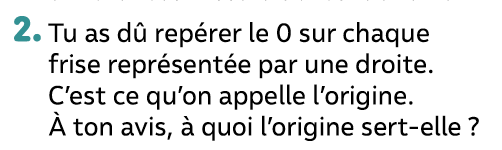 2. Tu as dû repérer le 0 sur chaque
frise représentée par une droite.
C'est ce qu'on appelle l'origine.
À ton avis, à quoi l'origine sert-elle ?